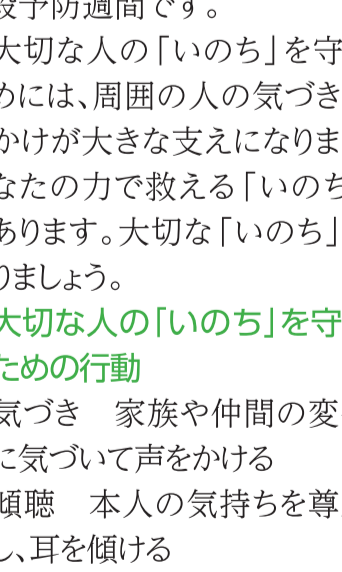 殺予防週間です。
大切な人の「いのち」を守
めには、周囲の人の気づき
かけが大きな支えになりま
なたの力で救える「いのち
あります。大切な「いのち」
りましょう。
大切な人の「いのち」を守
ための行動
気づき　家族や仲間の変
に気づいて声をかける
傾聴　本人の気持ちを尊
し、耳を傾ける